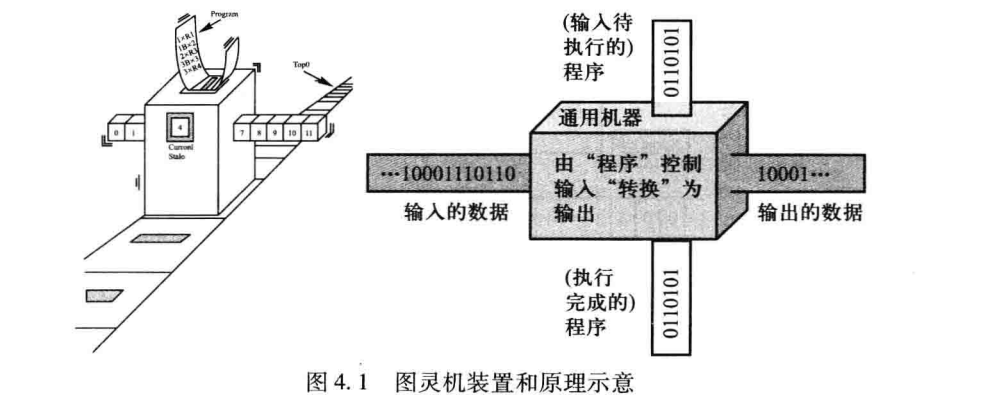 Program
1×R1
1B×2
2×R3
3B×3
3×R4
Top0
0 1
4
7 8 9 10 11
Current
State
(输入待
执行的)
程序
0110101
通用机器
由“程序”控制
输入“转换”为
输出
…10001110110
10001…
输入的数据
输出的数据
(执行
完成的)
程序
0110101
图 4.1 图灵机装置和原理示意